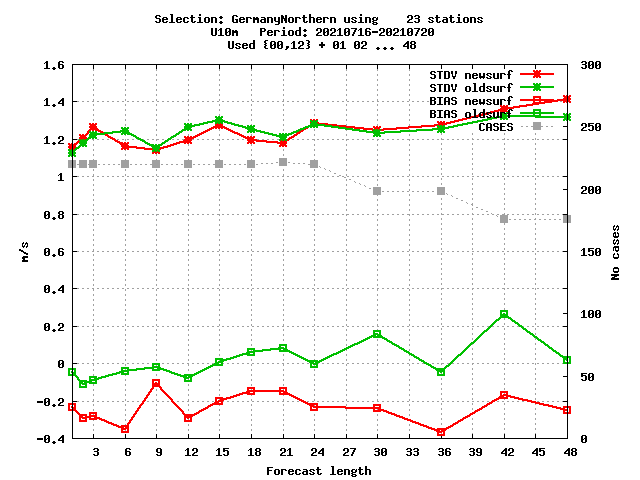 Selection: GermanyNorthern using    23 stations
U10m   Period: 20210716-20210720
Used {00,12} + 01 02 ... 48
1.6
1.4
1.2
1
0.8
0.6
0.4
0.2
0
-0.2
-0.4
m/s
STDV newsurf
STDV oldsurf
BIAS newsurf
BIAS oldsurf
CASES
300
250
200
150
100
50
0
No cases
3 6 9 12 15 18 21 24 27 30 33 36 39 42 45 48
Forecast length